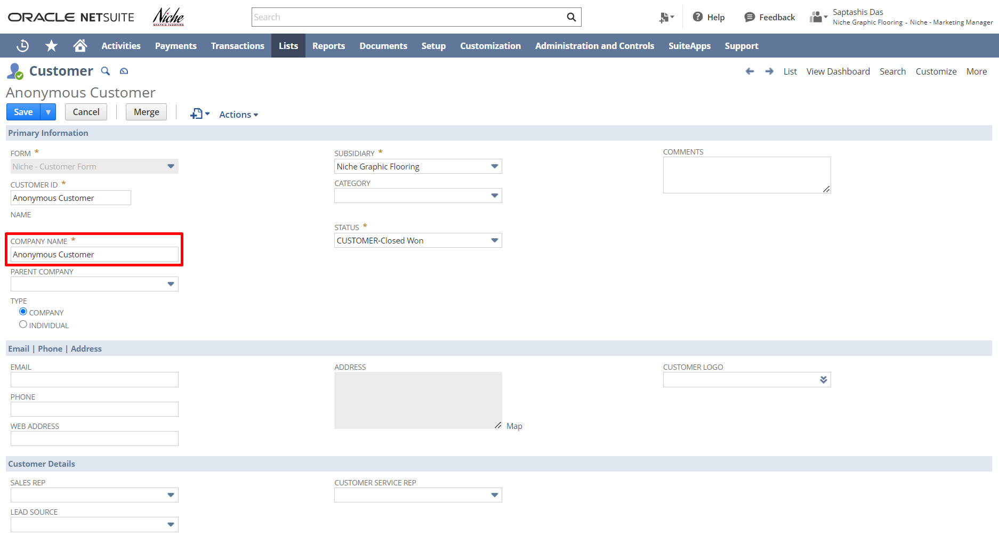 ORACLE NETSUITE
Niche
GRAPHIC FLOORING
Search
Help
Feedback
Saptashis Das
Niche Graphic Flooring - Niche - Marketing Manager
Activities Payments Transactions Lists Reports Documents Setup Customization Administration and Controls SuiteApps Support
Customer
List View Dashboard Search Customize More
Anonymous Customer
Save Cancel Merge Actions
Primary Information
FORM *
Niche - Customer Form
CUSTOMER ID *
Anonymous Customer
NAME
COMPANY NAME *
Anonymous Customer
PARENT COMPANY
TYPE
COMPANY
INDIVIDUAL
SUBSIDIARY *
Niche Graphic Flooring
CATEGORY
STATUS *
CUSTOMER-Closed Won
COMMENTS
Email | Phone | Address
EMAIL
PHONE
WEB ADDRESS
ADDRESS
Map
CUSTOMER LOGO
Customer Details
SALES REP
LEAD SOURCE
CUSTOMER SERVICE REP